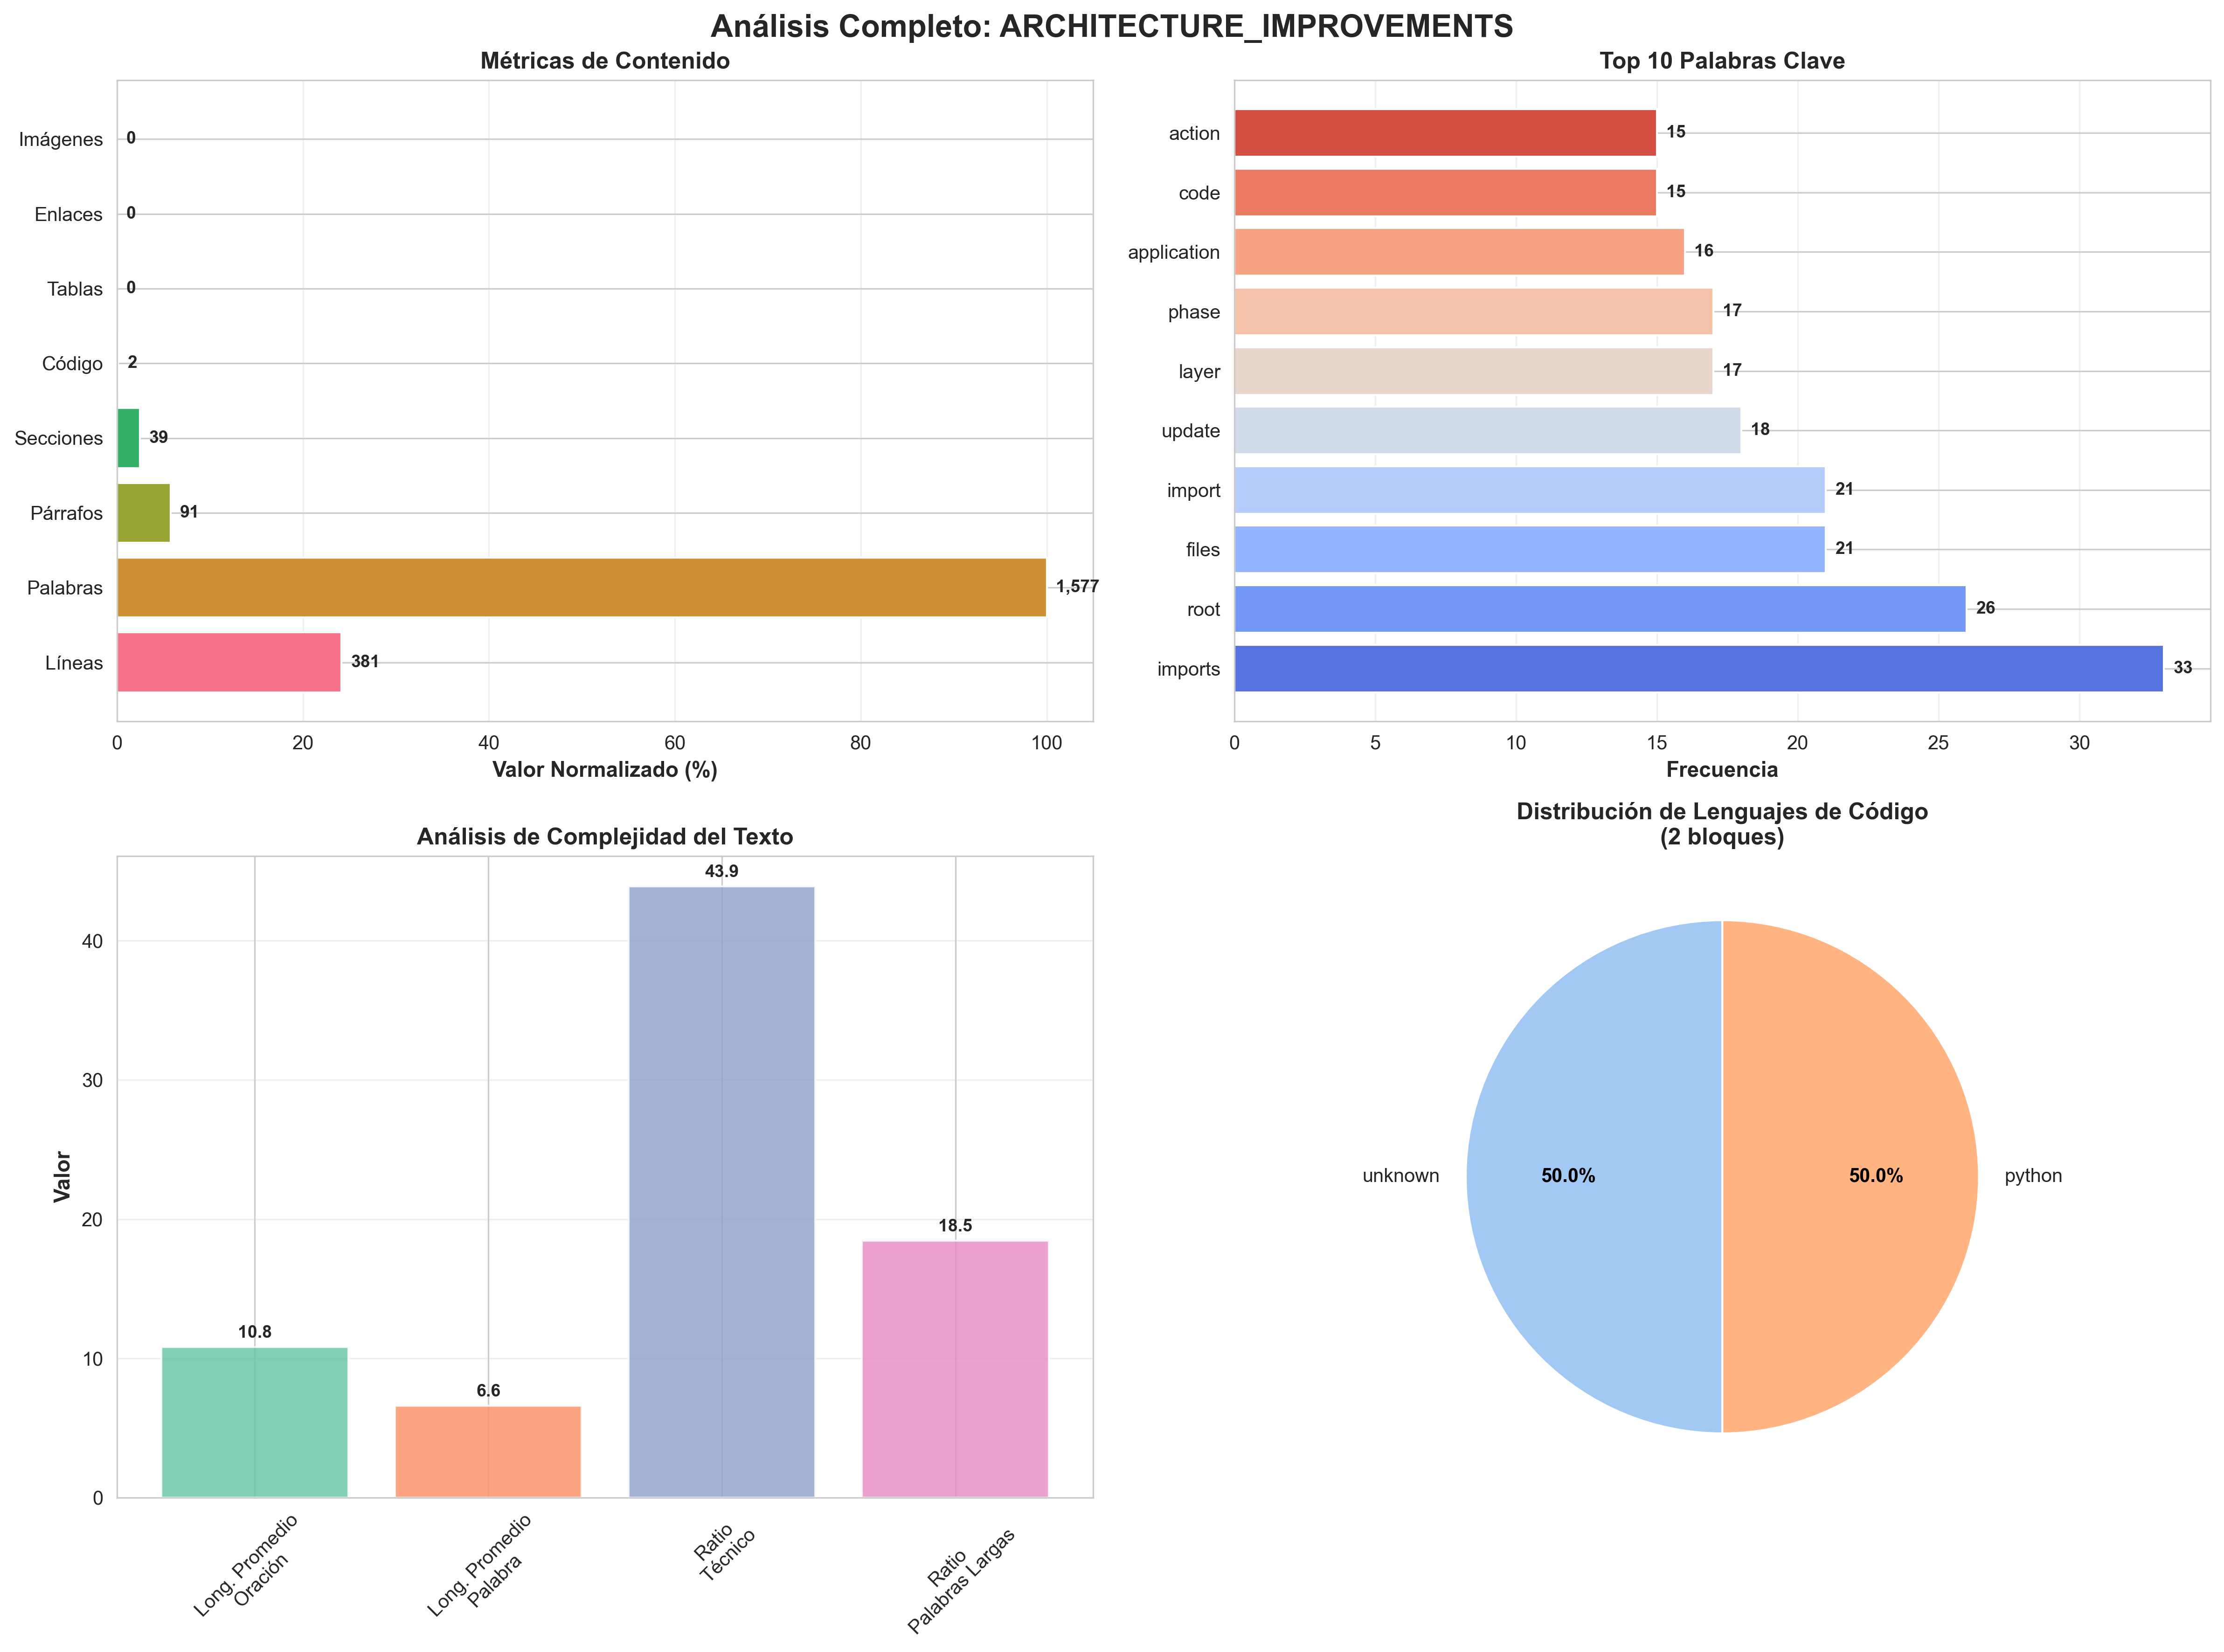 Análisis Completo: ARCHITECTURE_IMPROVEMENTS
Métricas de Contenido
Imágenes 0
Enlaces 0
Tablas 0
Código 2
Secciones 39
Párrafos 91
Palabras 1,577
Líneas 381
0 20 40 60 80 100
Valor Normalizado (%)
Top 10 Palabras Clave
action 15
code 15
application 16
phase 17
layer 17
update 18
import 21
files 21
root 26
imports 33
0 5 10 15 20 25 30
Frecuencia
Análisis de Complejidad del Texto
Valor
40
30
20
10
0
10.8
6.6
43.9
18.5
Long. Promedio
Oración
Long. Promedio
Palabra
Ratio
Técnico
Ratio
Palabras Largas
Distribución de Lenguajes de Código
(2 bloques)
unknown 50.0% 50.0% python